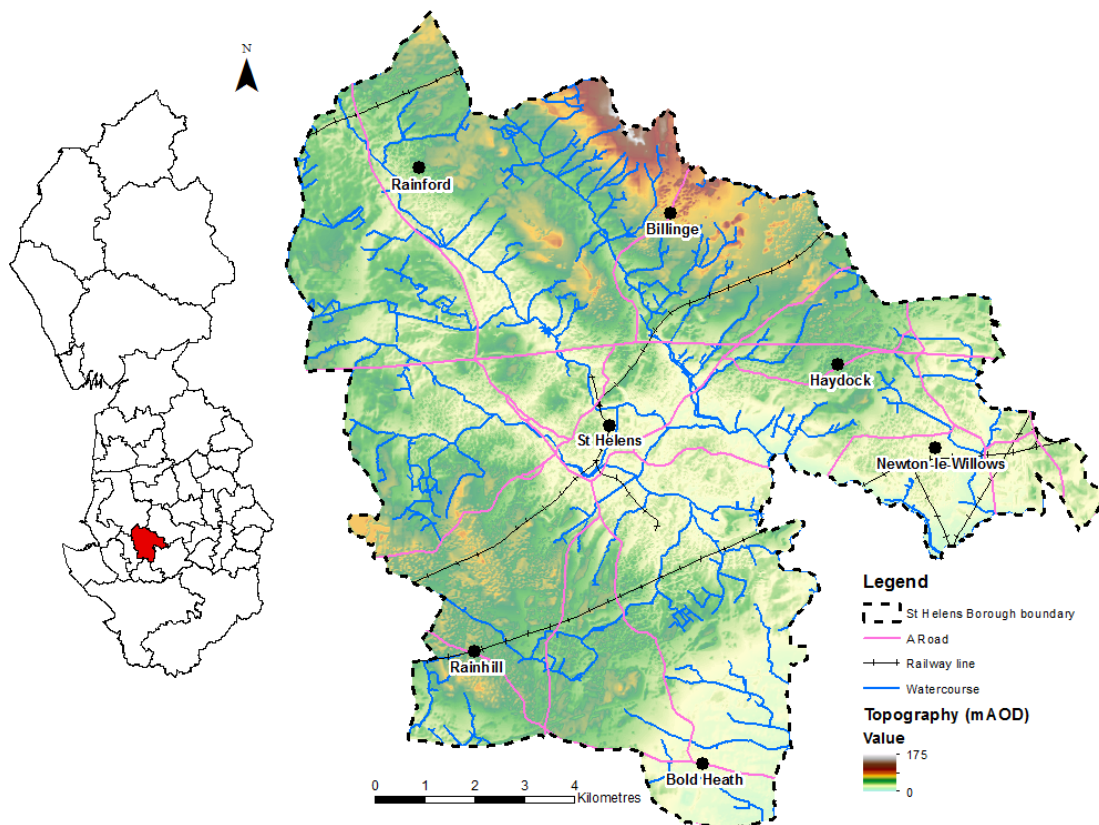 N
Rainford
Billinge
Haydock
St Helens
Newton-le-Willows
Rainhill
Bold Heath
Legend
St Helens Borough boundary
A Road
Railway line
Watercourse
Topography (mAOD)
Value
175
0
0 1 2 3 4
Kilometres